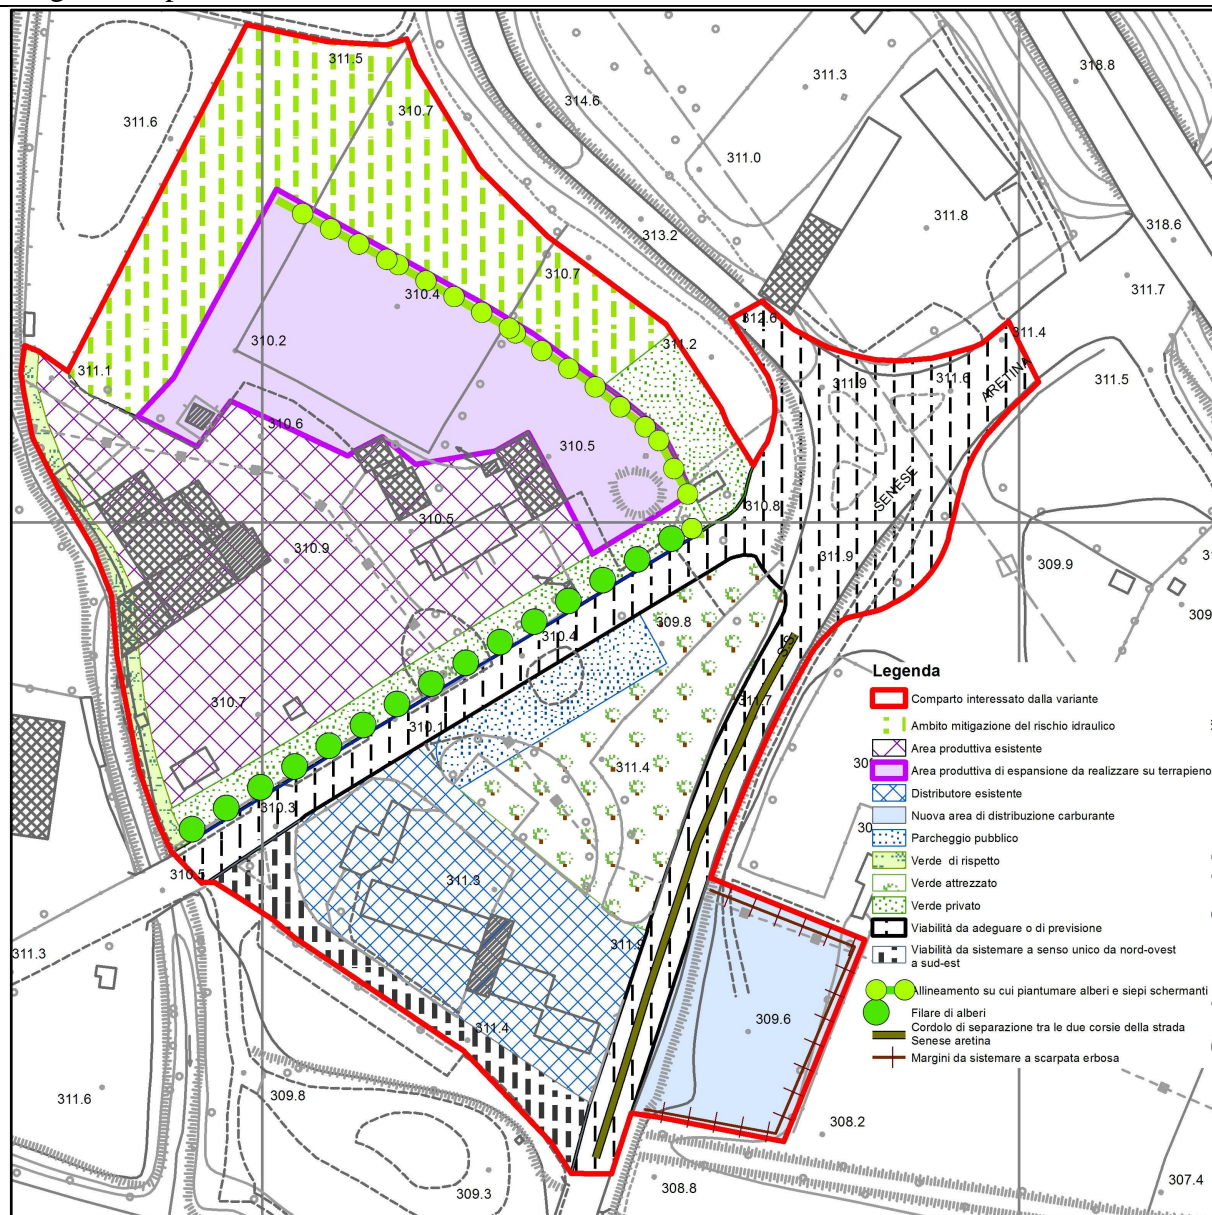 311.5
318.8
311.3
314.6
310.7
311.6
311.0
311.8
318.6
313.2
310.7
311.7
310.4
312.6
311.4
310.2
311.2
311.1
311.9
311.6
ARETINA
311.5
310.6
310.5
SENESE
310.5
310.8
310.9
311.9
309.9
309.8
310.4
S.S.
Legenda
Comparto interessato dalla variante
310.7
311.7
310.1
Ambito mitigazione del rischio idraulico
Area produttiva esistente
311.4
Area produttiva di espansione da realizzare su terrapieno
Distributore esistente
310.3
Nuova area di distribuzione carburante
Parcheggio pubblico
Verde di rispetto
310.5
311.3
Verde attrezzato
Verde privato
Viabilità da adeguare o di previsione
311.3
Viabilità da sistemare a senso unico da nord-ovest
a sud-est
Allineamento su cui piantumare alberi e siepi schermanti
Filare di alberi
309.6
311.4
Cordolo di separazione tra le due corsie della strada
Senese aretina
Margini da sistemare a scarpata erbosa
311.6
309.8
308.2
309.3
308.8
307.4